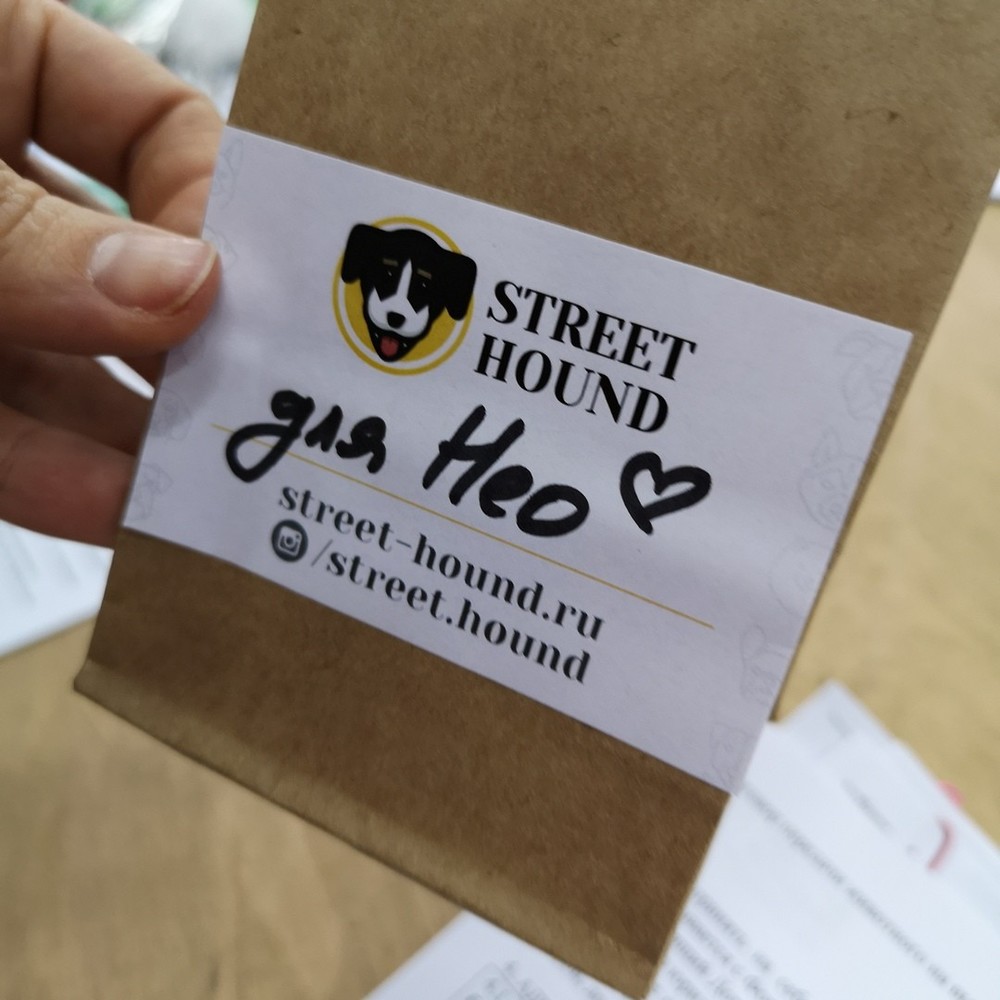 STREET
HOUND
для Нео
street-hound.ru
/street.hound